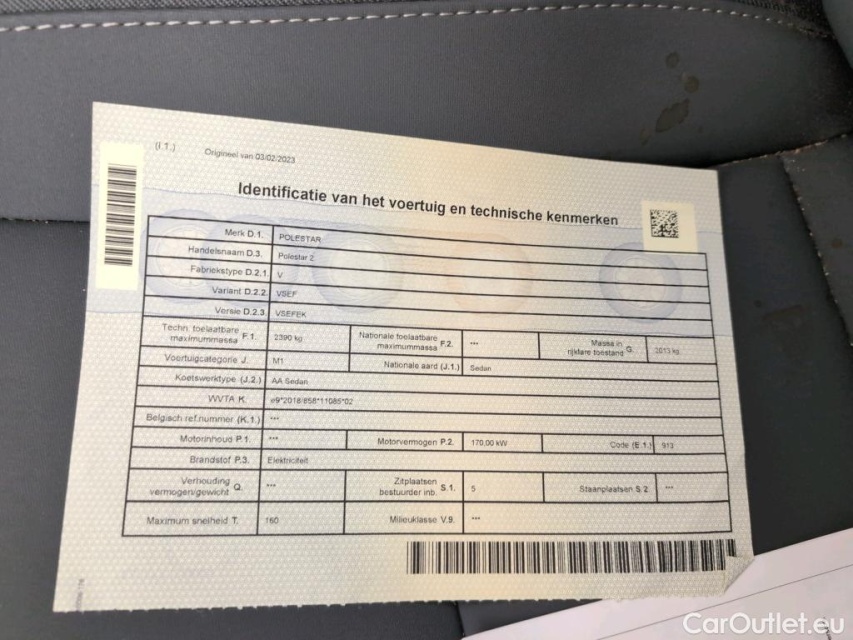 (I.1.) Origineel van 03/02/2023
Identificatie van het voertuig en technische kenmerken
Merk D.1. POLESTAR
Handelsnaam D.3. Polestar 2
Fabriekstype D.2.1. V
Variant D.2.2. VSEF
Versie D.2.3. VSEFEK
Techn. toelaatbare maximummassa F.1. 2390 kg Nationale toelaatbare maximummassa F.2. *** Massa in rijklare toestand G. 2013 kg
Voertuigcategorie J. M1 Nationale aard (J.1.) Sedan
Koetswerktype (J.2.) AA Sedan
WVTA K. e9*2018/858*11085*02
Belgisch ref.nummer (K.1.) ***
Motorinhoud P.1. *** Motorvermogen P.2. 170,00 kW Code (E.1.) 913
Brandstof P.3. Elektriciteit
Verhouding vermogen/gewicht Q. *** Zitplaatsen bestuurder inb. S.1. 5 Staanplaatsen S.2. ***
Maximum snelheid T. 160 Milieuklasse V.9. ***
CarOutlet.eu